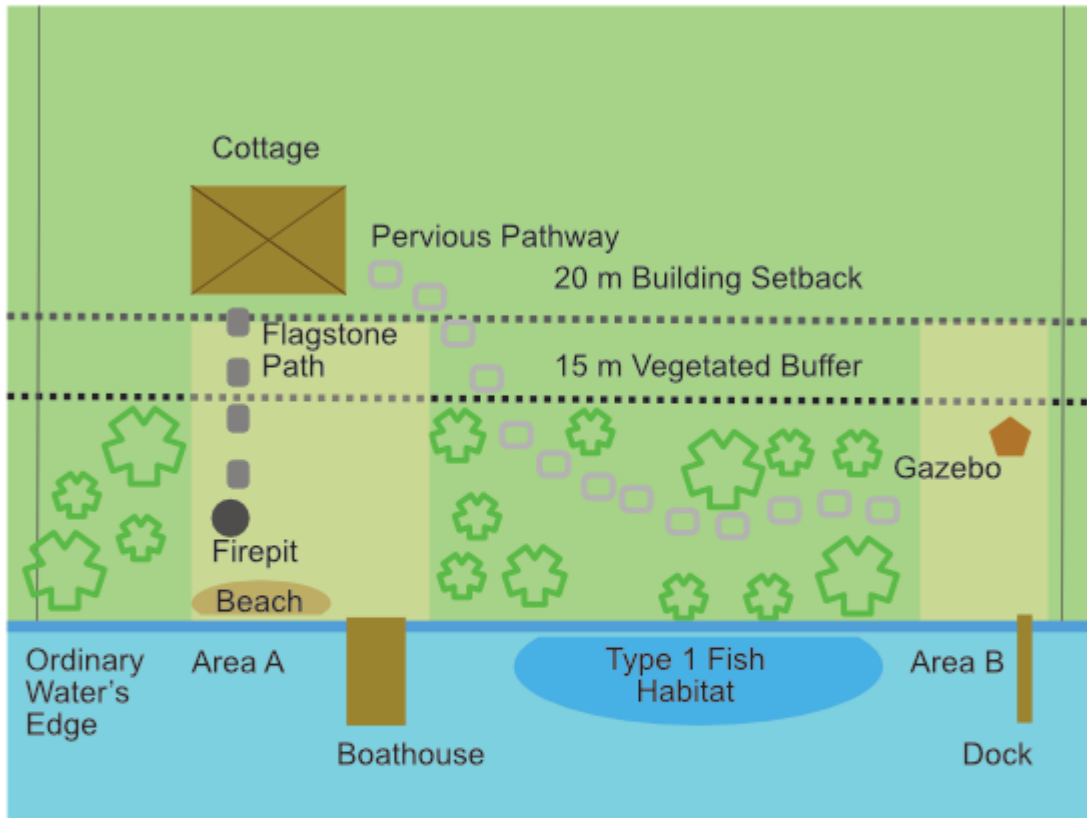 Cottage
Pervious Pathway
20 m Building Setback
Flagstone
Path
15 m Vegetated Buffer
Gazebo
Firepit
Beach
Ordinary
Water's
Edge
Area A
Type 1 Fish
Habitat
Area B
Boathouse
Dock